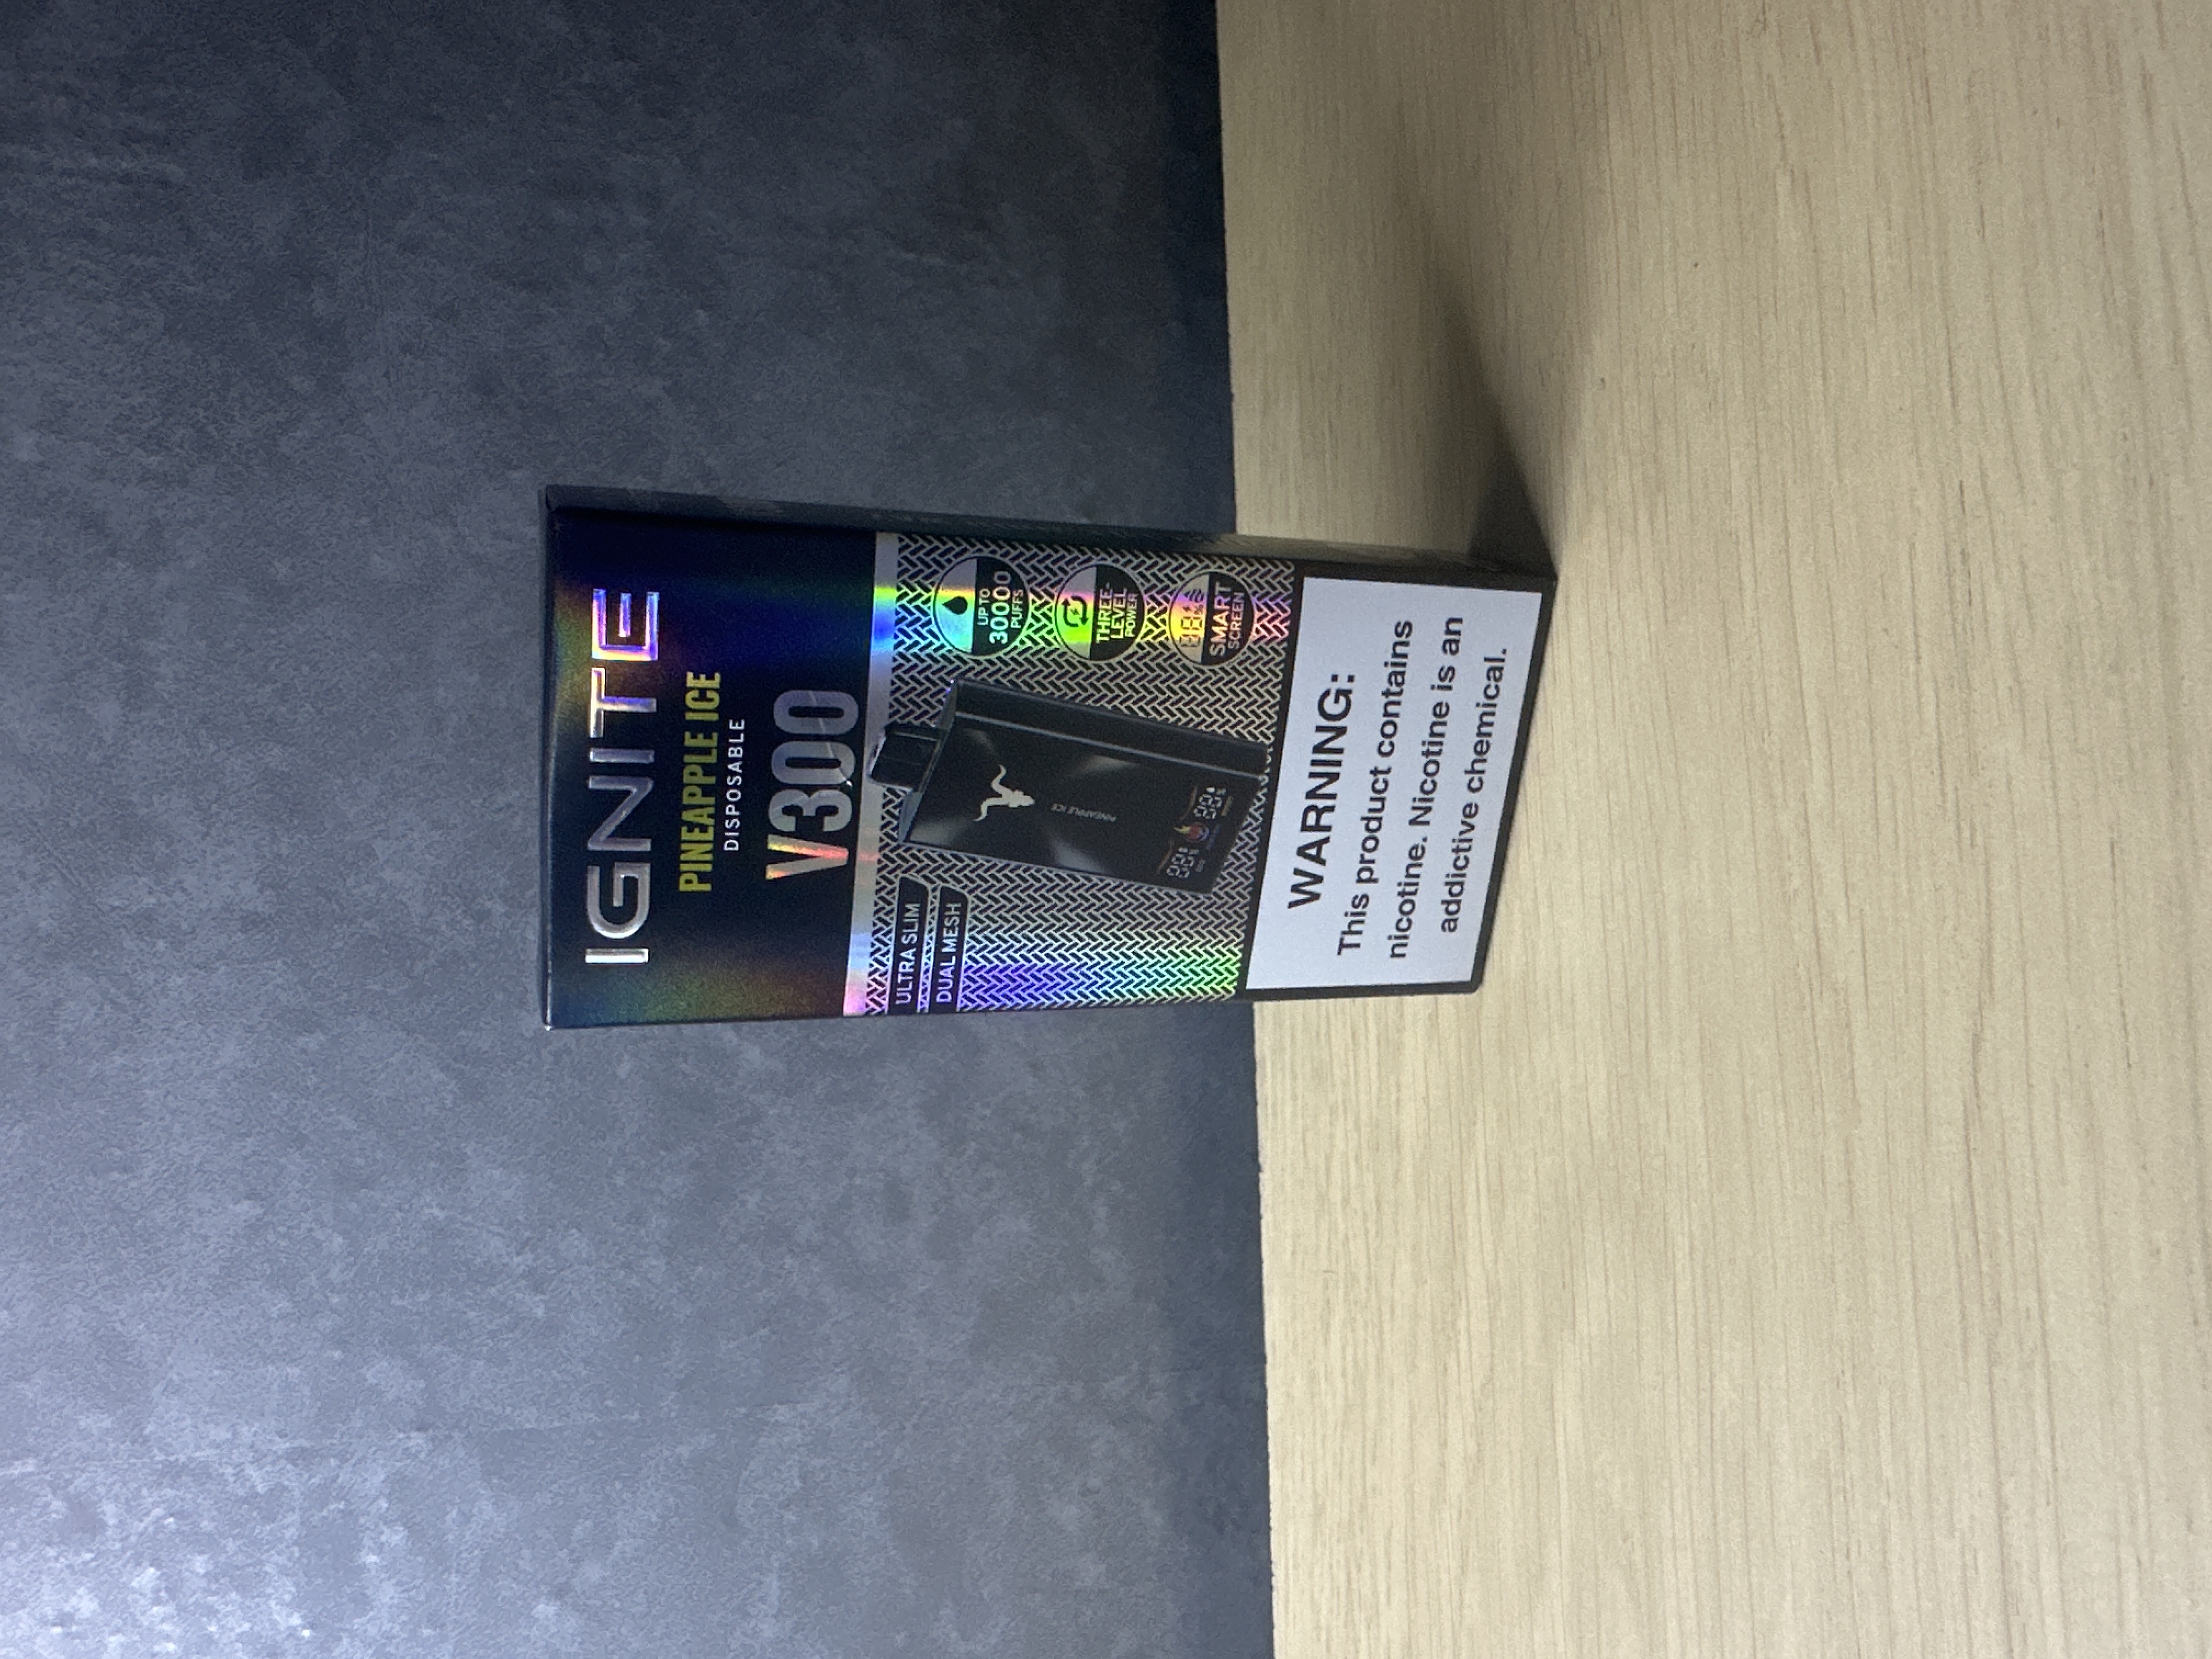 IGNITE
PINEAPPLE ICE
DISPOSABLE
V300
ULTRA SLIM
DUAL MESH
UP TO
30000
PUFFS
THREE-
LEVEL
POWER
SMART
SCREEN
PINEAPPLE ICE
WARNING:
This product contains
nicotine. Nicotine is an
addictive chemical.